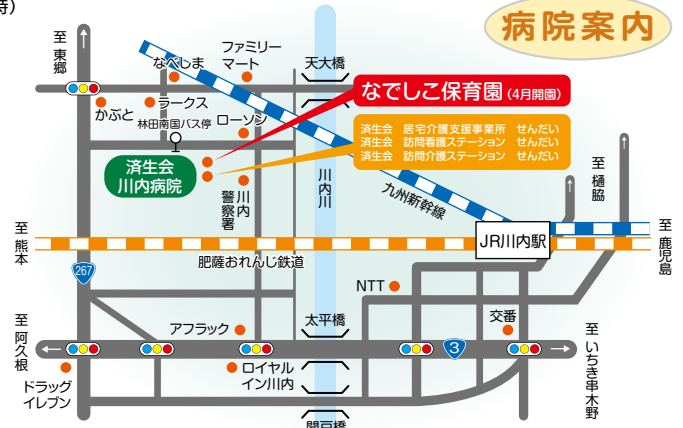 時）
病院案内
至 東郷
なべしま
ファミリー
マート
天大橋
かぶと
ラークス
林田南国バス停
ローソン
なでしこ保育園（4月開園）
済生会　居宅介護支援事業所　せんだい
済生会　訪問看護ステーション　せんだい
済生会　訪問介護ステーション　せんだい
済生会
川内病院
川内
警察署
川内川
九州新幹線
至 樋脇
至 熊本
JR川内駅
至 鹿児島
肥薩おれんじ鉄道
267
NTT
至 阿久根
アフラック
太平橋
交番
3
至 いちき串木野
ドラッグ
イレブン
ロイヤル
イン川内
開戸橋